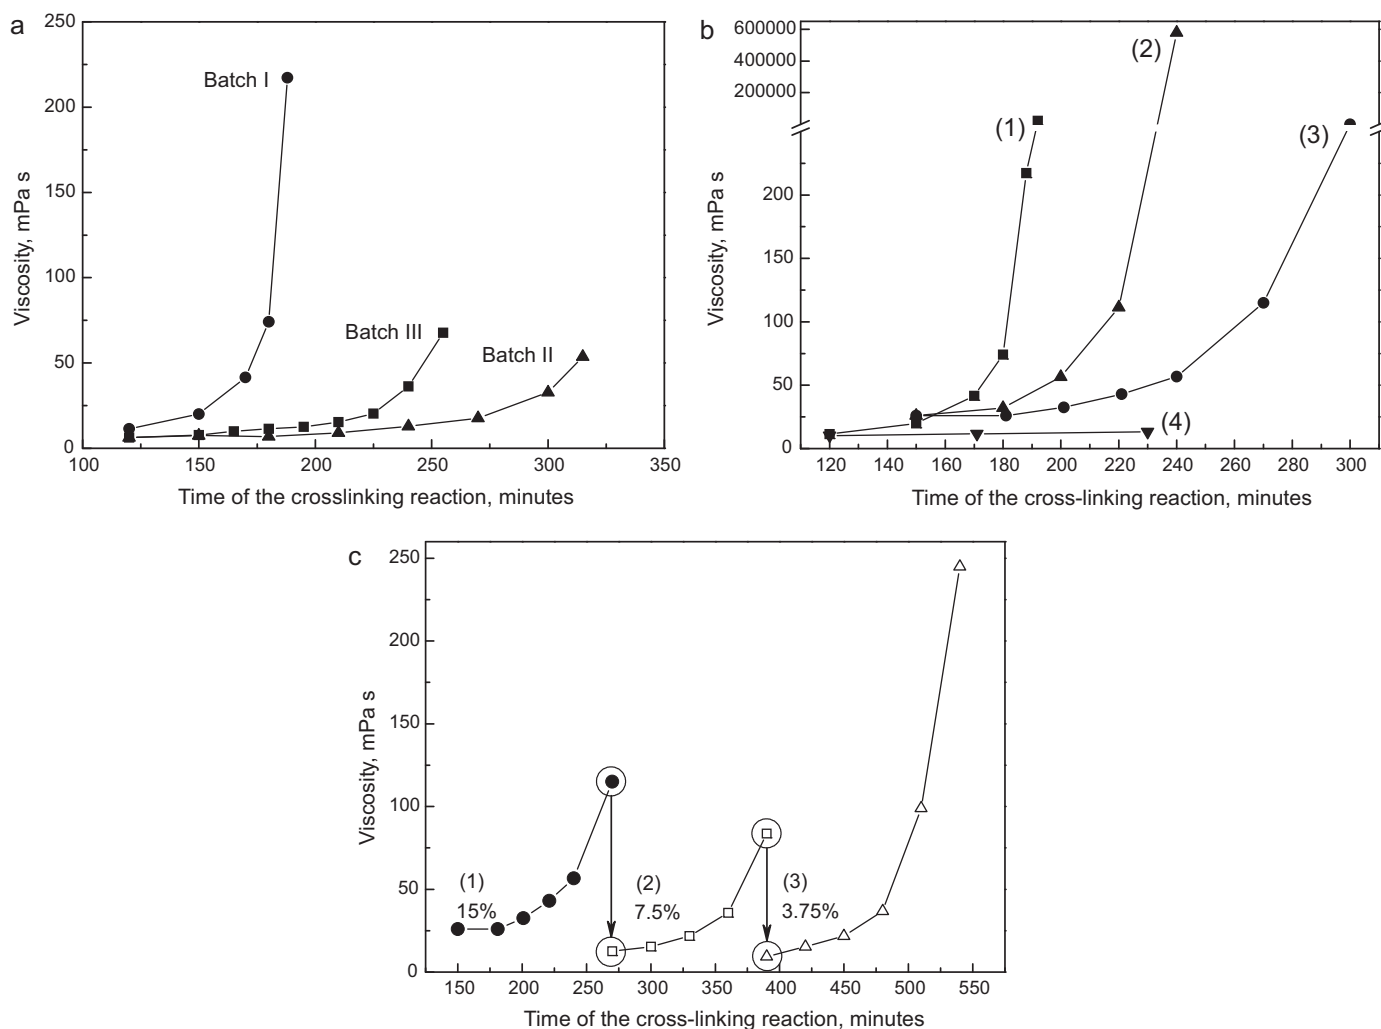 a
250
200
150
100
50
0
Viscosity, mPa s
Batch I
Batch III
Batch II
100 150 200 250 300 350
Time of the crosslinking reaction, minutes
b
600000
400000
200000
200
150
100
50
0
Viscosity, mPa s
(1)
(2)
(3)
(4)
120 140 160 180 200 220 240 260 280 300
Time of the cross-linking reaction, minutes
c
250
200
150
100
50
0
Viscosity, mPa s
(1)
15%
(2)
7.5%
(3)
3.75%
150 200 250 300 350 400 450 500 550
Time of the cross-linking reaction, minutes